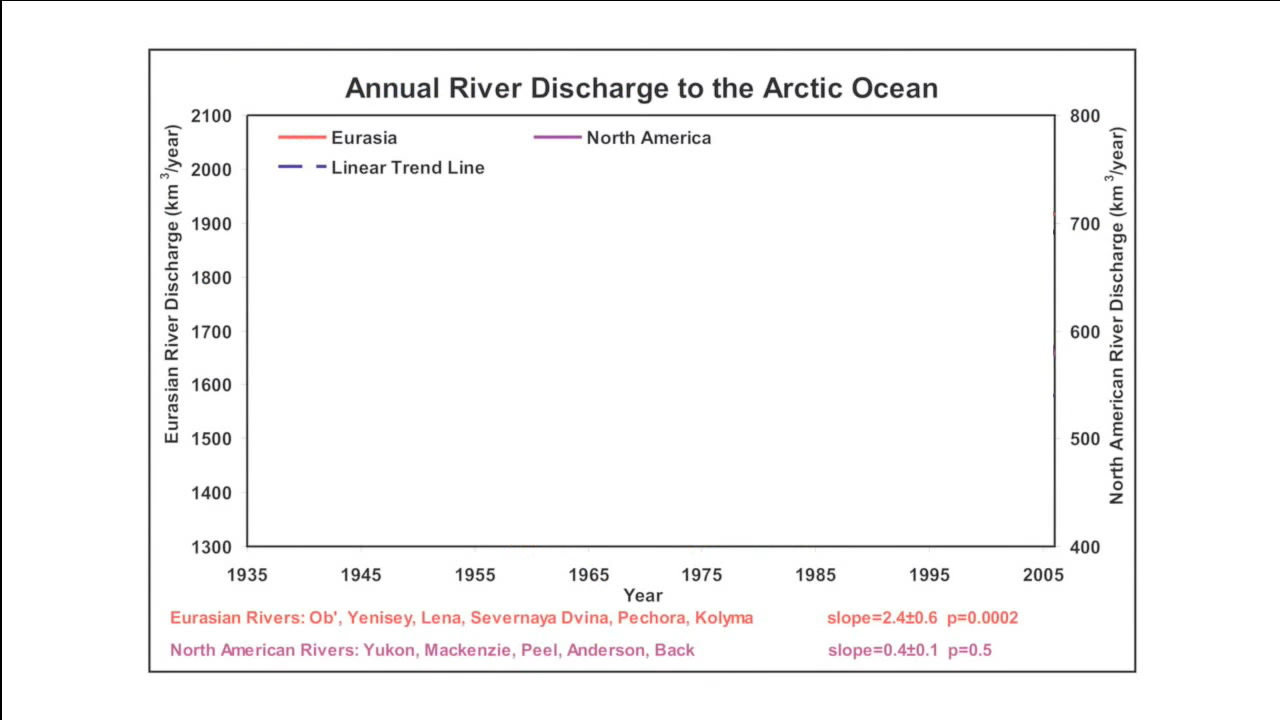 Annual River Discharge to the Arctic Ocean
Eurasia
North America
Linear Trend Line
Eurasian River Discharge (km 3/year)
2100
2000
1900
1800
1700
1600
1500
1400
1300
800
700
600
500
400
North American River Discharge (km 3/year)
1935 1945 1955 1965 1975 1985 1995 2005
Year
Eurasian Rivers: Ob', Yenisey, Lena, Severnaya Dvina, Pechora, Kolyma slope=2.4±0.6 p=0.0002
North American Rivers: Yukon, Mackenzie, Peel, Anderson, Back slope=0.4±0.1 p=0.5